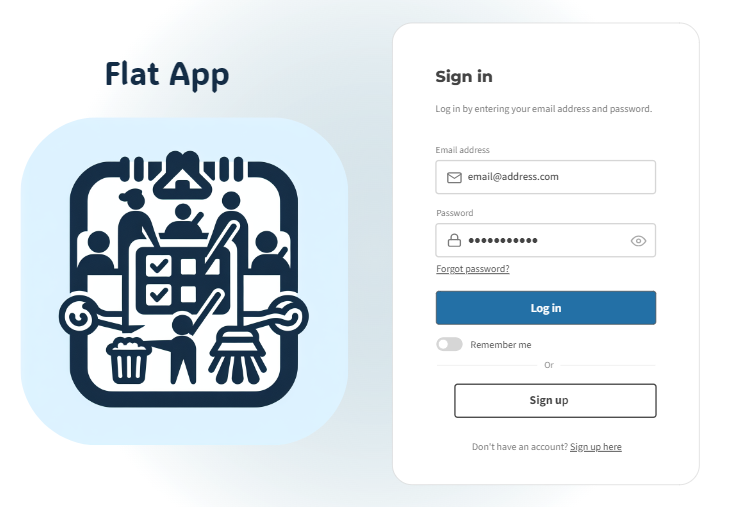 Flat App
Sign in
Log in by entering your email address and password.
Email address
email@address.com
Password
•••••••••••
Forgot password?
Log in
Remember me
Or
Sign up
Don't have an account? Sign up here